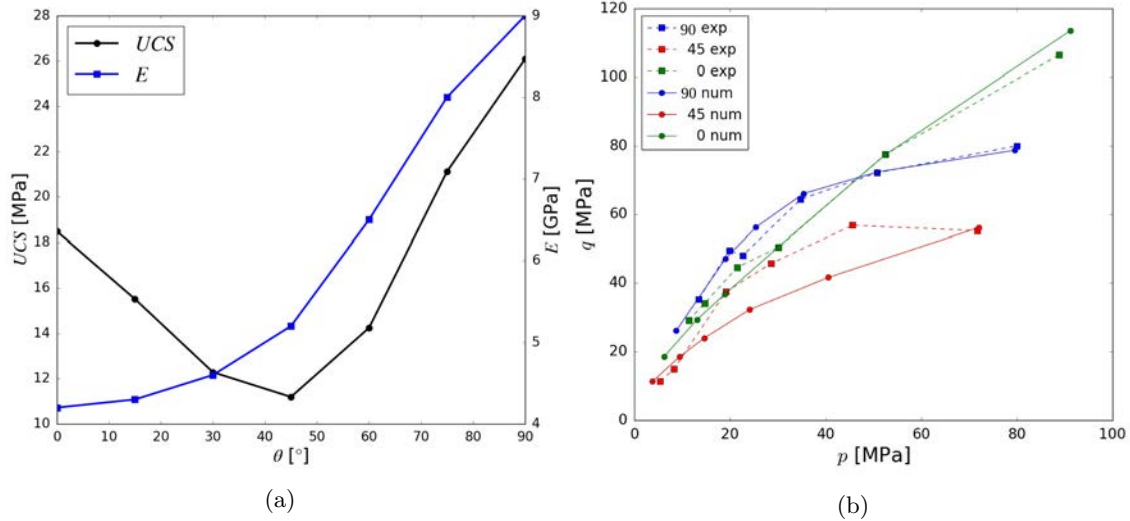 UCS
E
28
26
24
22
20
18
16
14
12
10
UCS [MPa]
9
8
7
6
5
4
E [GPa]
0 10 20 30 40 50 60 70 80 90
θ [°]
(a)
90 exp
45 exp
0 exp
90 num
45 num
0 num
120
100
80
60
40
20
0
q [MPa]
0 20 40 60 80 100
p [MPa]
(b)